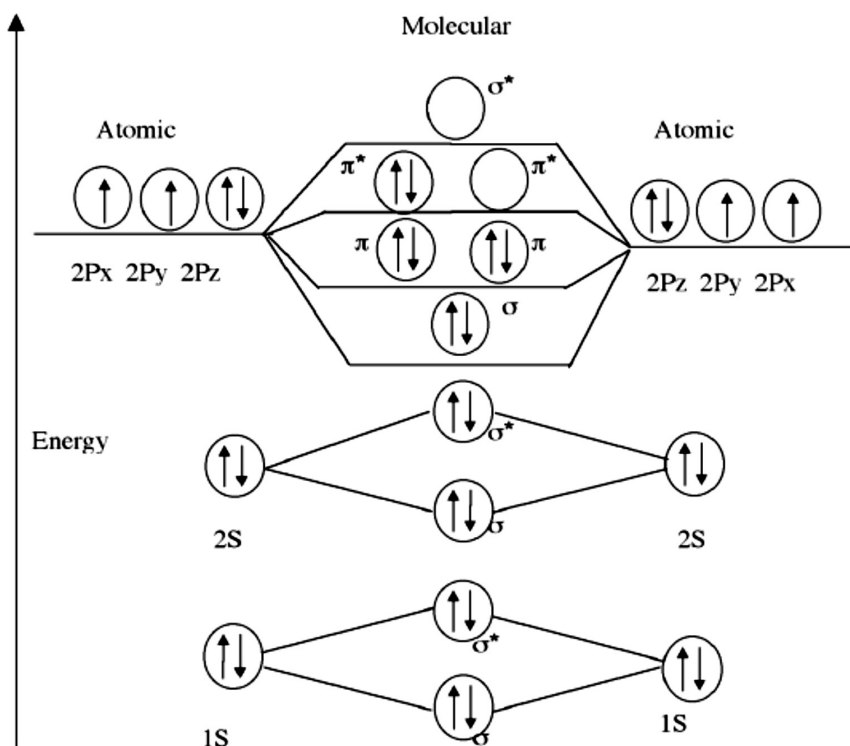 Molecular
σ*
Atomic
Atomic
π*
π*
π
π
2Px 2Py 2Pz
2Pz 2Py 2Px
σ
Energy
σ*
2S
σ
2S
σ*
1S
σ
1S